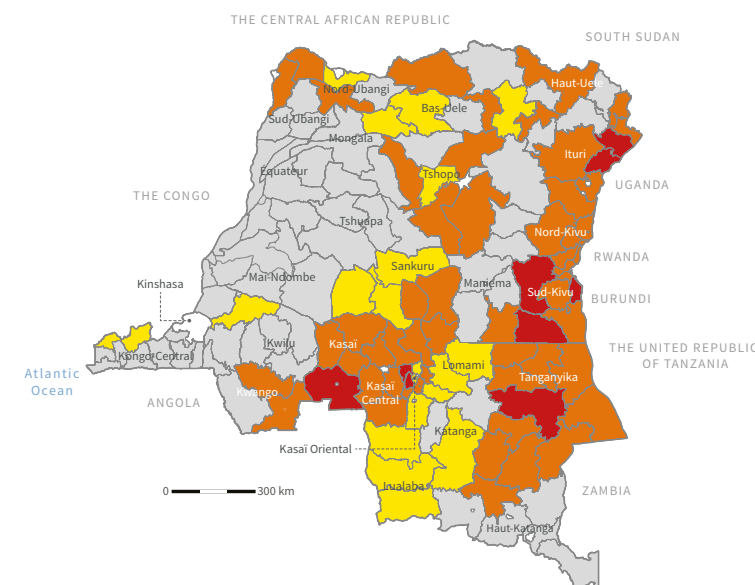 THE CENTRAL AFRICAN REPUBLIC
SOUTH SUDAN
Haut-Uele
Nord-Ubangi
Bas-Uele
Sud-Ubangi
Mongala
Ituri
Équateur
Tshopo
UGANDA
THE CONGO
Tshuapa
Nord-Kivu
RWANDA
Sankuru
Mai-Ndombe
Maniema
Kinshasa
Sud-Kivu
BURUNDI
Kongo Central
Kwilu
Kasaï
THE UNITED REPUBLIC
OF TANZANIA
Lomami
Atlantic
Ocean
Tanganyika
Kwango
Kasaï
Central
ANGOLA
Katanga
Kasaï Oriental
Lualaba
0
300 km
ZAMBIA
Haut-Katanga